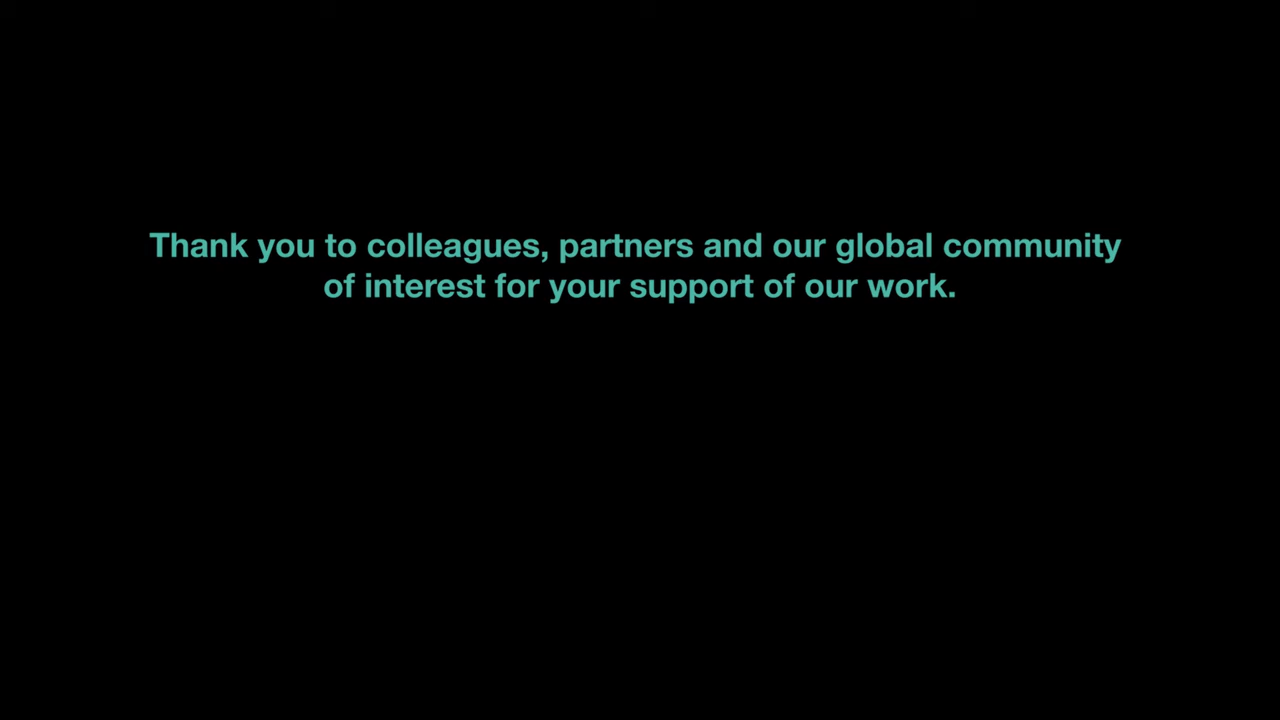 Thank you to colleagues, partners and our global community
of interest for your support of our work.